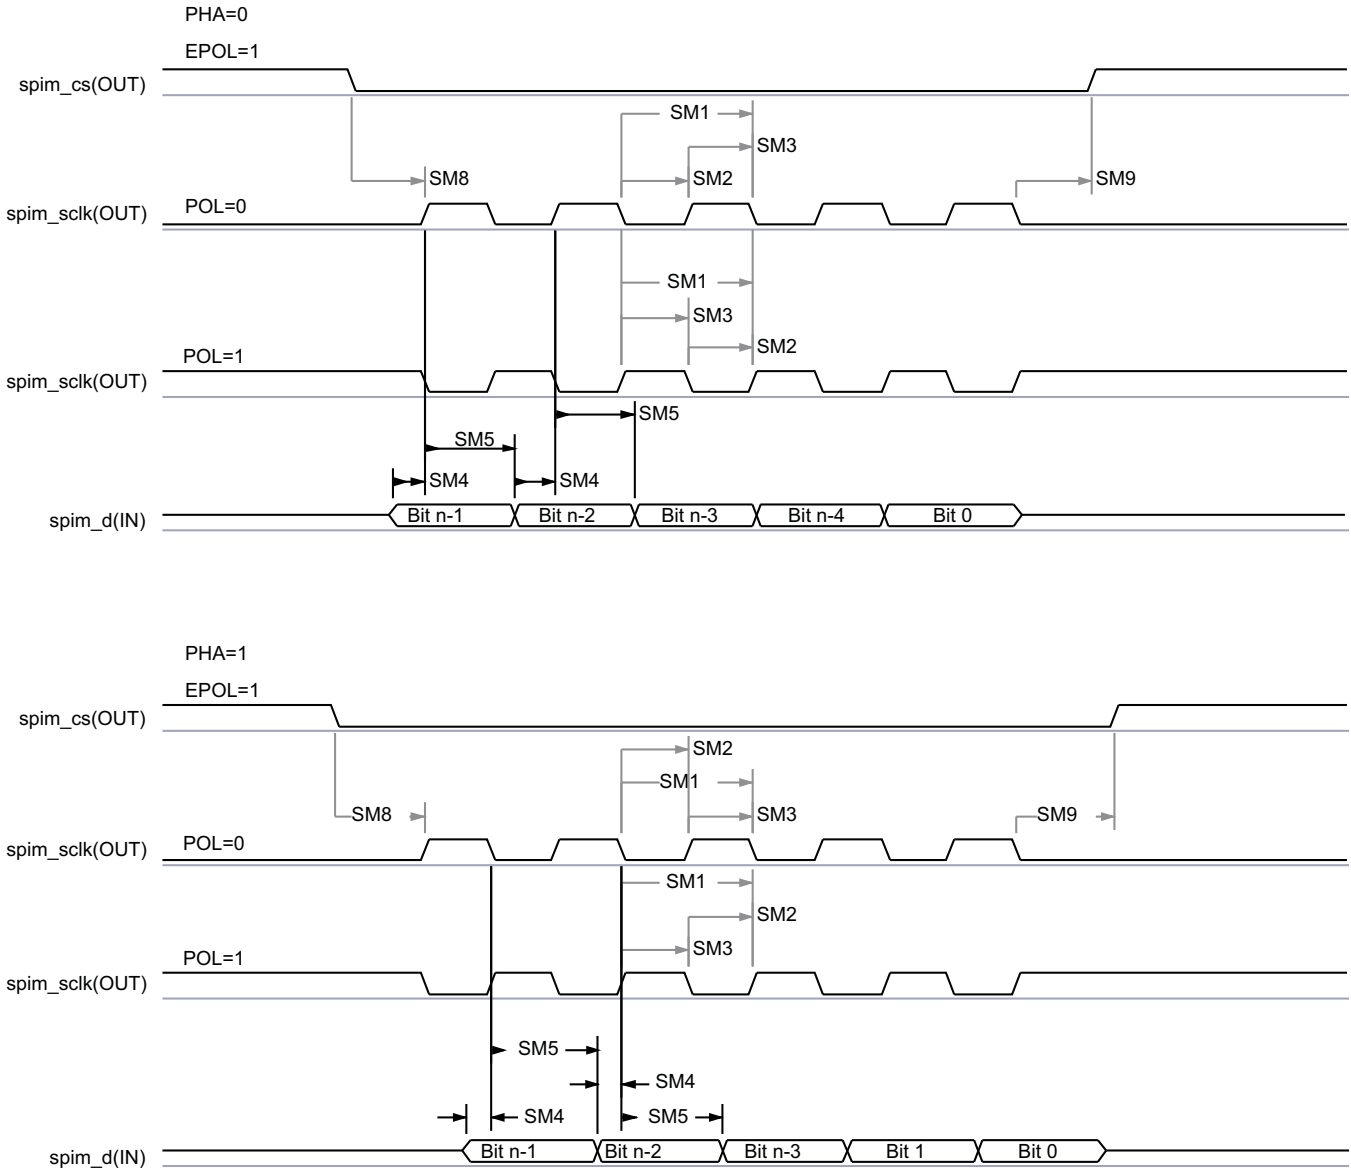 PHA=0
EPOL=1
spim_cs(OUT)
SM1
SM3
SM8
SM2
SM9
spim_sclk(OUT)
POL=0
SM1
SM3
SM2
POL=1
spim_sclk(OUT)
SM5
SM5
SM4
SM4
spim_d(IN)
Bit n-1
Bit n-2
Bit n-3
Bit n-4
Bit 0
PHA=1
EPOL=1
spim_cs(OUT)
SM2
SM1
SM8
SM3
SM9
POL=0
spim_sclk(OUT)
SM1
SM2
SM3
POL=1
spim_sclk(OUT)
SM5
SM4
SM4
SM5
spim_d(IN)
Bit n-1
Bit n-2
Bit n-3
Bit 1
Bit 0